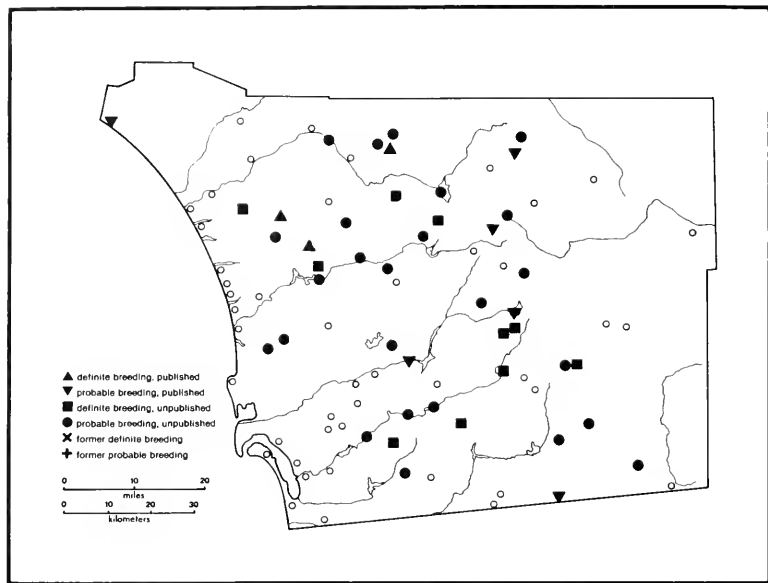 ▲ definite breeding, published
▼ probable breeding, published
■ definite breeding, unpublished
● probable breeding, unpublished
✕ former definite breeding
+ former probable breeding
0 10 20
miles
0 10 20 30
kilometers